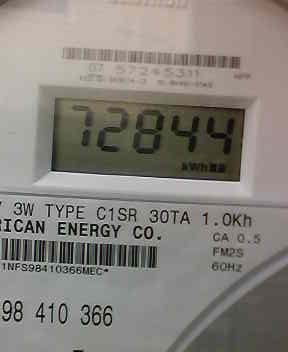 07 57245311
72844
kWh
V 3W TYPE C1SR 30TA 1.0Kh
RICAN ENERGY CO.
CA 0.5
FM2S
60Hz
1NFS98410366MEC*
98 410 366